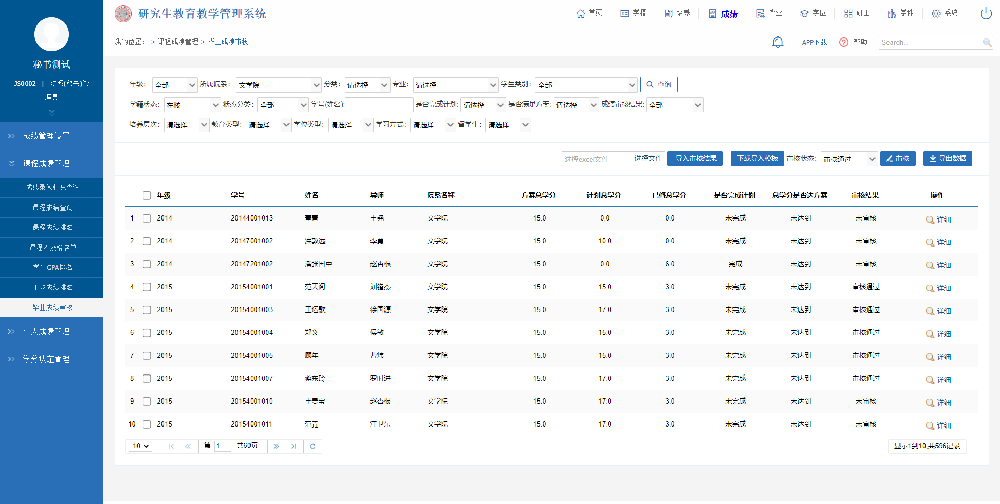 研究生教育教学管理系统
首页 学籍 培养 成绩 毕业 学位 研工 学科 系统
秘书测试
JS0002 | 院系(秘书)管
理员
我的位置: > 课程成绩管理 > 毕业成绩审核
APP下载 帮助 Search...
成绩管理设置
课程成绩管理
成绩录入情况查询
课程成绩查询
课程成绩排名
课程不及格名单
学生GPA排名
平均成绩排名
毕业成绩审核
个人成绩管理
学分认定管理
年级: 全部 所属院系: 文学院 分类: 请选择 专业: 请选择 学生类别: 全部 查询
学籍状态: 在校 状态分类: 全部 学号(姓名): 是否完成计划: 请选择 是否满足方案: 请选择 成绩审核结果: 全部
培养层次: 请选择 教育类型: 请选择 学位类型: 请选择 学习方式: 请选择 留学生: 请选择
选择excel文件 选择文件 导入审核结果 下载导入模板 审核状态: 审核通过 审核 导出数据
年级 学号 姓名 导师 院系名称 方案总学分 计划总学分 已修总学分 是否完成计划 总学分是否达方案 审核结果 操作
1 2014 20144001013 董青 王尧 文学院 15.0 0.0 0.0 未完成 未达到 未审核 详细
2 2014 20147001002 洪敦远 李勇 文学院 15.0 10.0 0.0 未完成 未达到 未审核 详细
3 2014 20147201002 潘张国中 赵杏根 文学院 15.0 0.0 6.0 完成 未达到 未审核 详细
4 2015 20154001001 范天阁 刘锋杰 文学院 15.0 15.0 3.0 未完成 未达到 审核通过 详细
5 2015 20154001003 王运歌 徐国源 文学院 15.0 17.0 3.0 未完成 未达到 审核通过 详细
6 2015 20154001004 郑义 侯敏 文学院 15.0 15.0 3.0 未完成 未达到 审核通过 详细
7 2015 20154001005 顾年 曹炜 文学院 15.0 15.0 3.0 未完成 未达到 审核通过 详细
8 2015 20154001007 蒋东玲 罗时进 文学院 15.0 17.0 3.0 未完成 未达到 审核通过 详细
9 2015 20154001010 王贵宝 赵杏根 文学院 15.0 17.0 3.0 未完成 未达到 未审核 详细
10 2015 20154001011 范垚 汪卫东 文学院 15.0 17.0 3.0 未完成 未达到 未审核 详细
10 第 1 共60页 显示1到10,共596记录